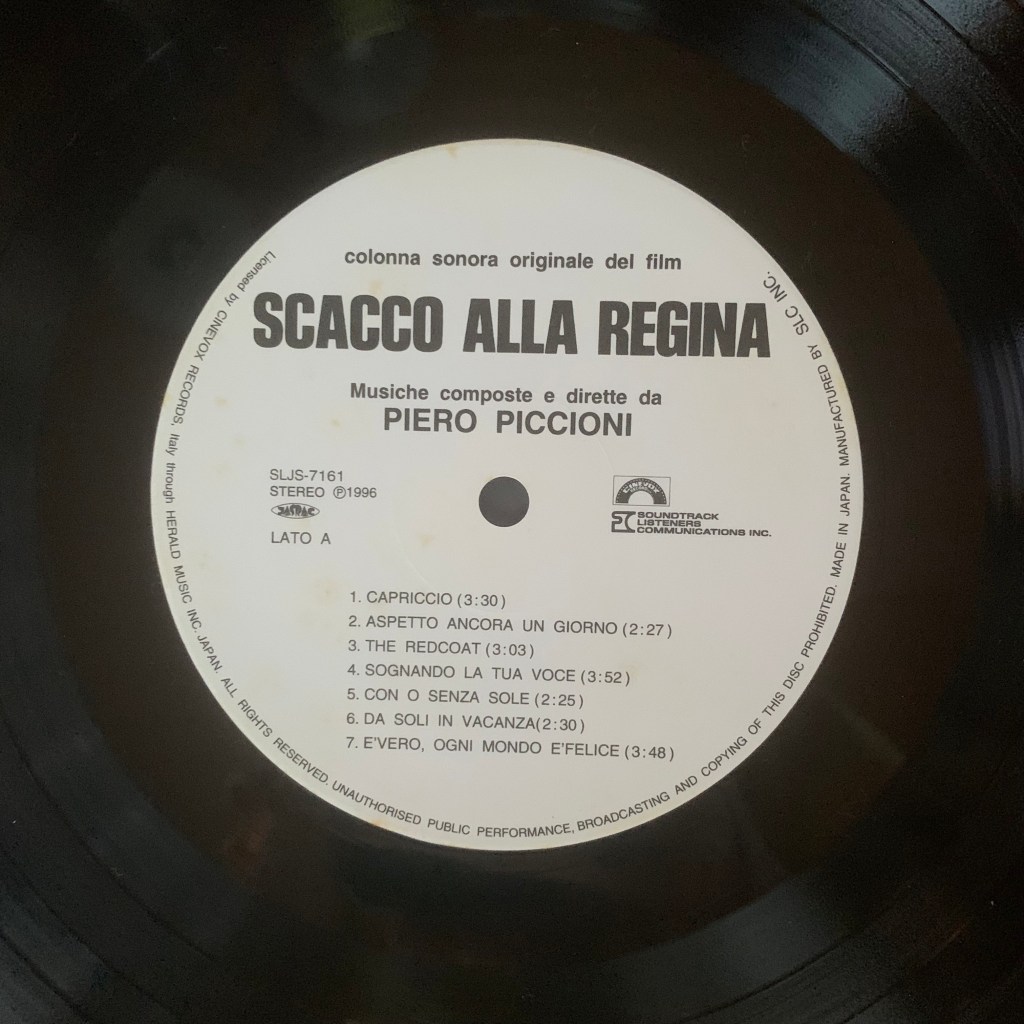 colonna sonora originale del film
SCACCO ALLA REGINA
Musiche composte e dirette da
PIERO PICCIONI
SLJS-7161
STEREO ℗1996
JASRAC
LATO A
CINEVOX
SOUNDTRACK
LISTENERS
COMMUNICATIONS INC.
1. CAPRICCIO (3:30)
2. ASPETTO ANCORA UN GIORNO (2:27)
3. THE REDCOAT (3:03)
4. SOGNANDO LA TUA VOCE (3:52)
5. CON O SENZA SOLE (2:25)
6. DA SOLI IN VACANZA(2:30)
7. E'VERO, OGNI MONDO E'FELICE (3:48)
Licensed by CINEVOX RECORDS, Italy through HERALD MUSIC INC. JAPAN. ALL RIGHTS RESERVED. UNAUTHORISED PUBLIC PERFORMANCE, BROADCASTING AND COPYING OF THIS DISC PROHIBITED. MADE IN JAPAN. MANUFACTURED BY SLC INC.